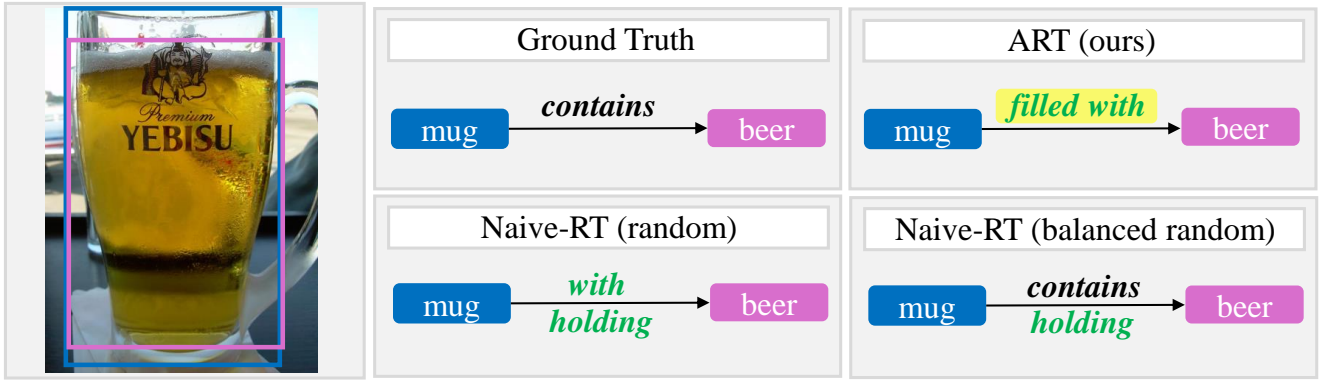 Premium
YEBISU
Ground Truth
mug
contains
beer
ART (ours)
mug
filled with
beer
Naive-RT (random)
mug
with
holding
beer
Naive-RT (balanced random)
mug
contains
holding
beer